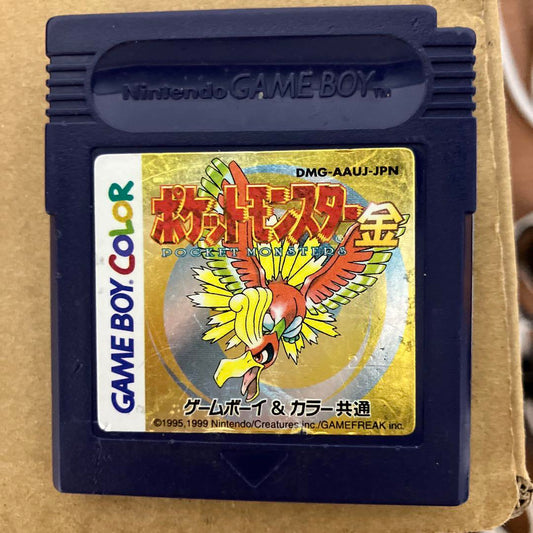 Nintendo GAME BOY TM
DMG-AAUJ-JPN
ポケットモンスター金
POCKET MONSTERS
GAME BOY COLOR
ゲームボーイ & カラー共通
©1995,1999 Nintendo/Creatures inc./GAMEFREAK inc.